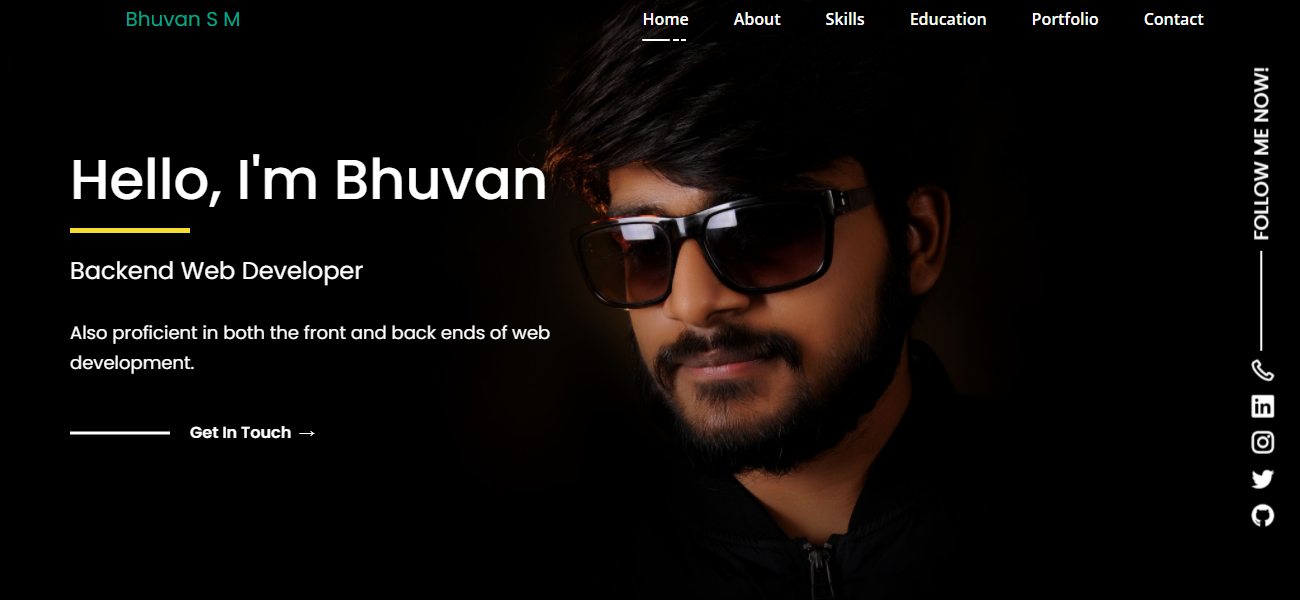 Bhuvan S M
Home About Skills Education Portfolio Contact
Hello, I'm Bhuvan
Backend Web Developer
Also proficient in both the front and back ends of web
development.
Get In Touch →
FOLLOW ME NOW!
in